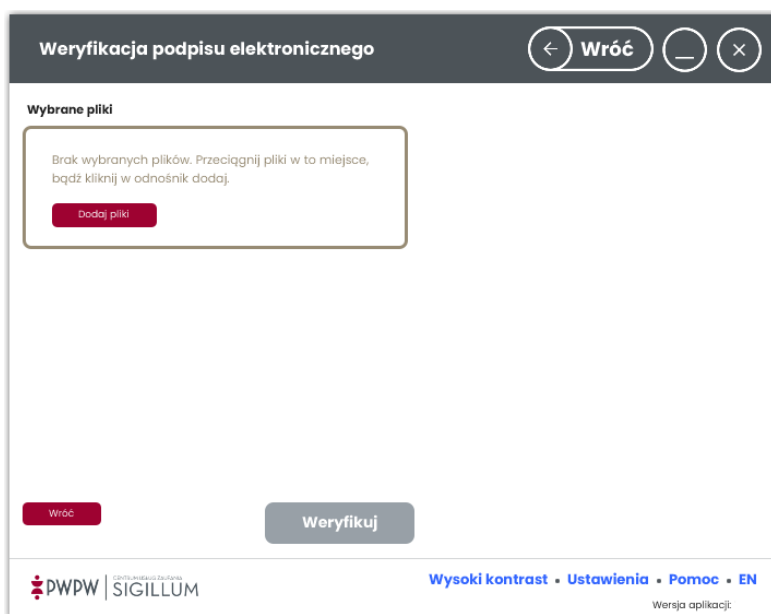 Weryfikacja podpisu elektronicznego
Wróć
Wybrane pliki
Brak wybranych plików. Przeciągnij pliki w to miejsce,
bądź kliknij w odnośnik dodaj.
Dodaj pliki
Wróć
Weryfikuj
PWPW SIGILLUM
Wysoki kontrast • Ustawienia • Pomoc • EN
Wersja aplikacji: